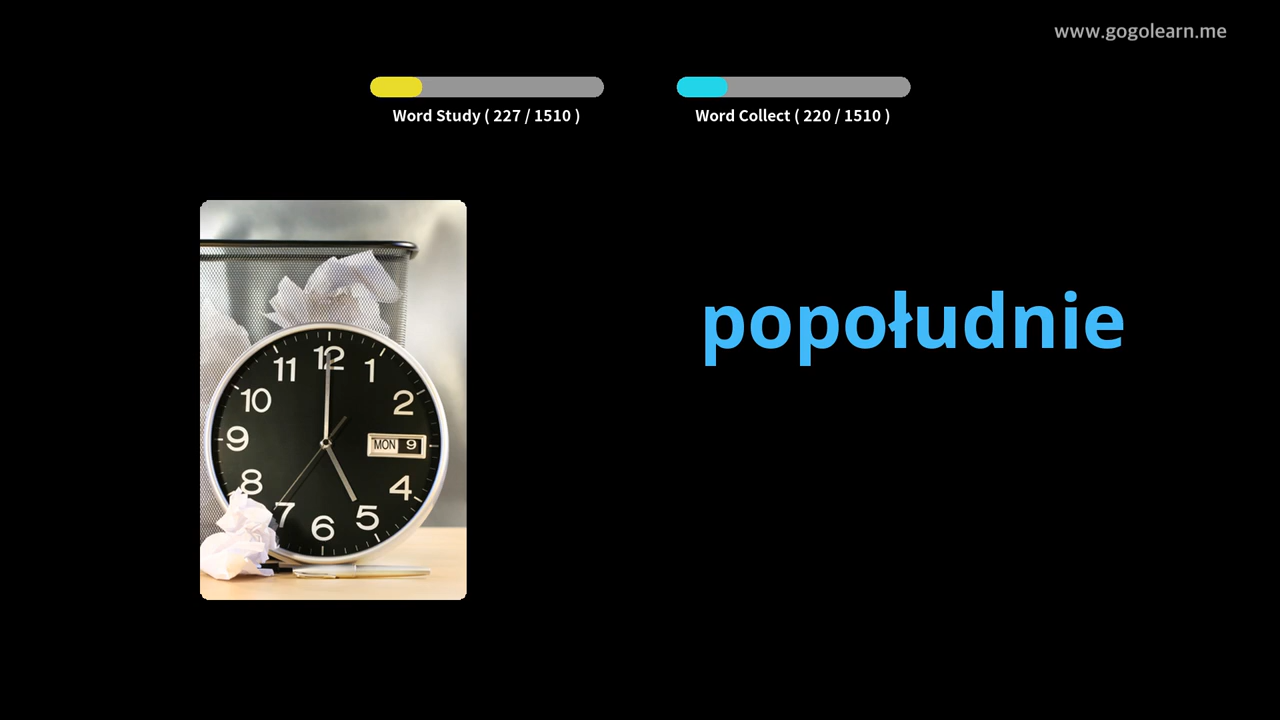 www.gogolearn.me
Word Study ( 227 / 1510 )
Word Collect ( 220 / 1510 )
popołudnie
12
11
1
10
2
9
MON 9
8
4
7
5
6